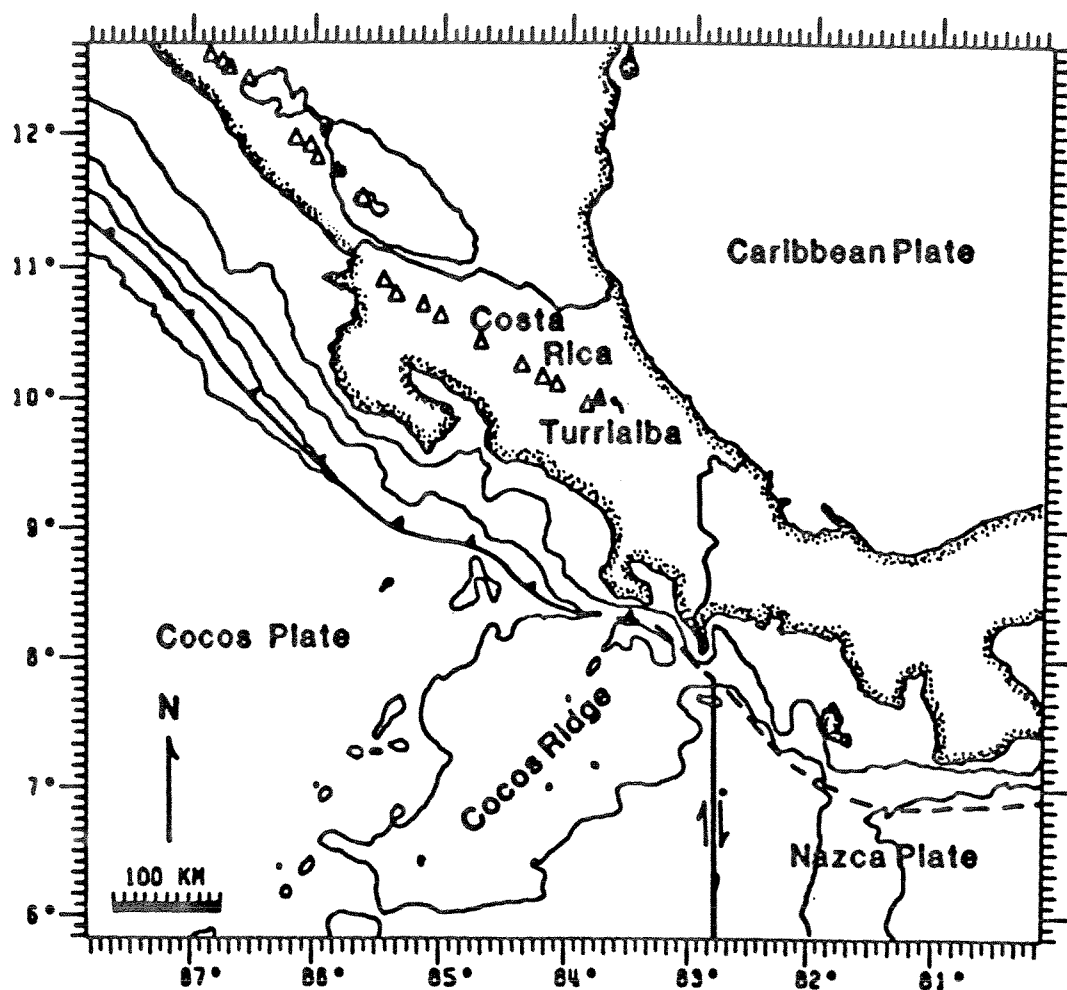 12°
11°
10°
9°
8°
7°
6°
Caribbean Plate
Costa
Rica
Turrialba
Cocos Plate
N
Cocos Ridge
Nazca Plate
100 KM
87°
86°
85°
84°
83°
82°
81°